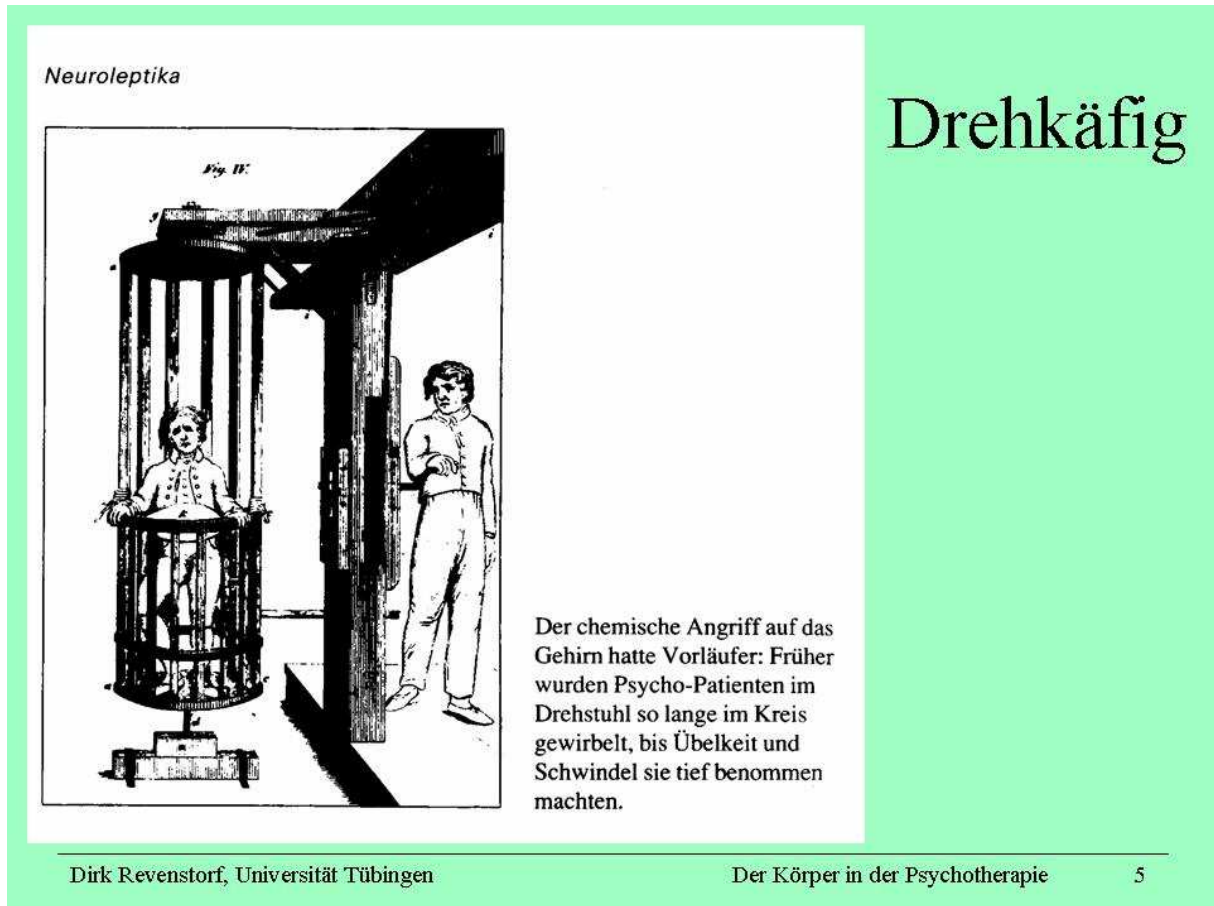 Neuroleptika
Drehkäfig
Fig. IV.
Der chemische Angriff auf das
Gehirn hatte Vorläufer: Früher
wurden Psycho-Patienten im
Drehstuhl so lange im Kreis
gewirbelt, bis Übelkeit und
Schwindel sie tief benommen
machten.
Dirk Revenstorf, Universität Tübingen
Der Körper in der Psychotherapie
5